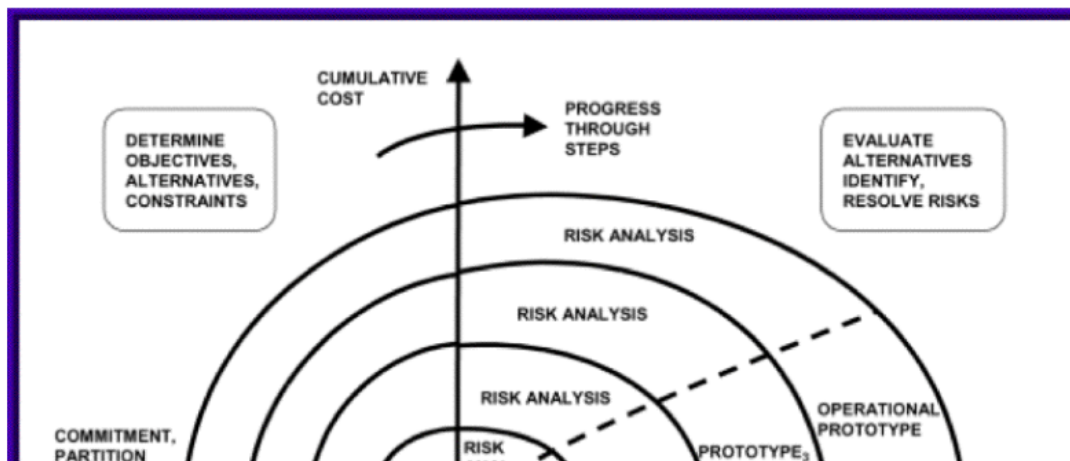 CUMULATIVE
COST
PROGRESS
THROUGH
STEPS
DETERMINE
OBJECTIVES,
ALTERNATIVES,
CONSTRAINTS
EVALUATE
ALTERNATIVES
IDENTIFY,
RESOLVE RISKS
RISK ANALYSIS
RISK ANALYSIS
RISK ANALYSIS
RISK
OPERATIONAL
PROTOTYPE
PROTOTYPE₃
COMMITMENT,
PARTITION